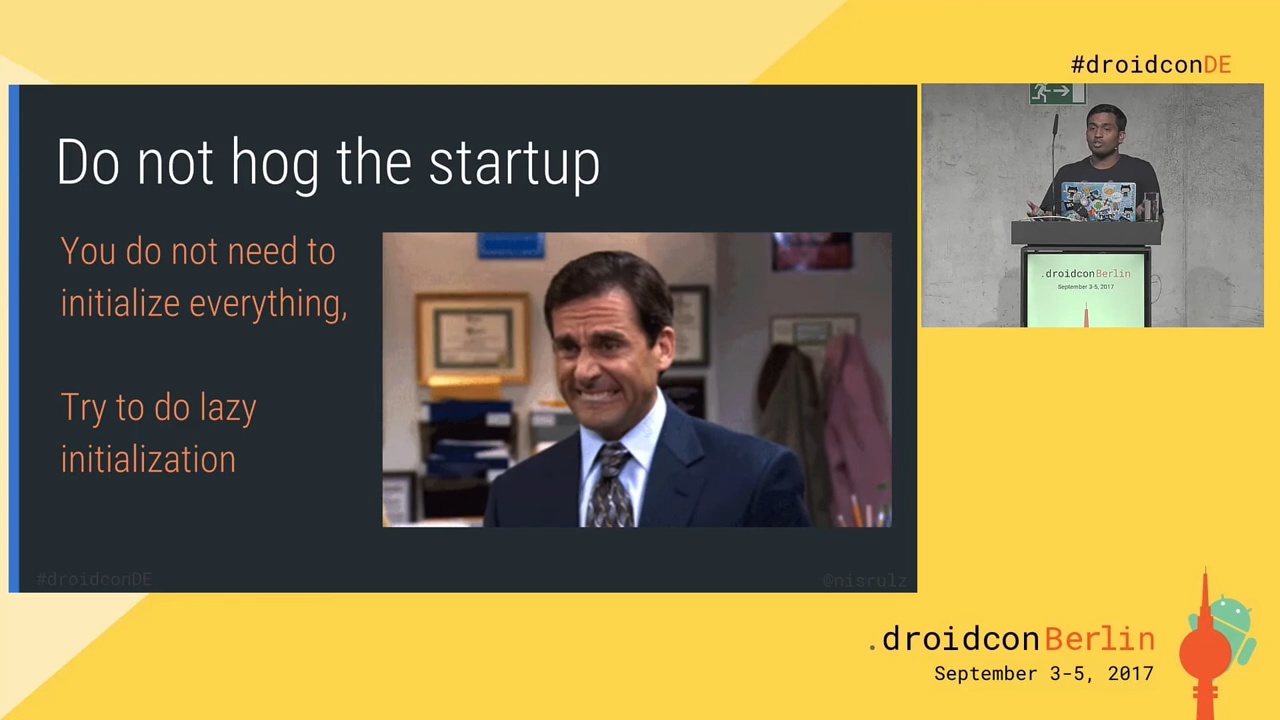 #droidconDE
Do not hog the startup
You do not need to
initialize everything,
Try to do lazy
initialization
#droidconDE
@nisrulz
.droidconBerlin
September 3-5, 2017
.droidconBerlin
September 3-5, 2017